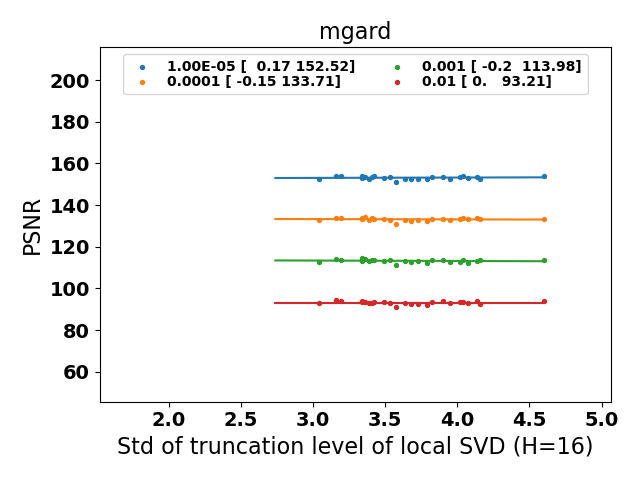 mgard
1.00E-05 [  0.17 152.52]
0.0001 [ -0.15 133.71]
0.001 [ -0.2  113.98]
0.01 [ 0.   93.21]
PSNR
200
180
160
140
120
100
80
60
2.0 2.5 3.0 3.5 4.0 4.5 5.0
Std of truncation level of local SVD (H=16)